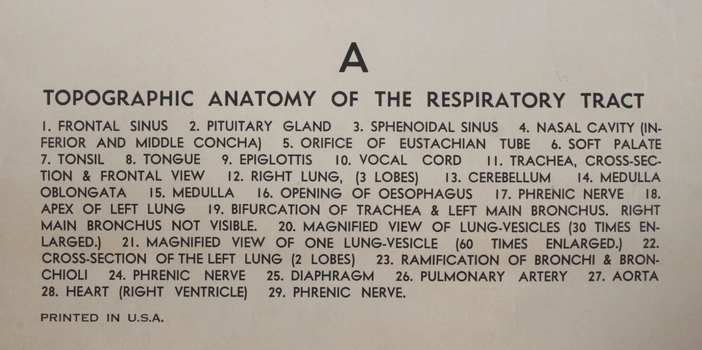 A
TOPOGRAPHIC ANATOMY OF THE RESPIRATORY TRACT
1. FRONTAL SINUS 2. PITUITARY GLAND 3. SPHENOIDAL SINUS 4. NASAL CAVITY (IN-
FERIOR AND MIDDLE CONCHA) 5. ORIFICE OF EUSTACHIAN TUBE 6. SOFT PALATE
7. TONSIL 8. TONGUE 9. EPIGLOTTIS 10. VOCAL CORD 11. TRACHEA, CROSS-SEC-
TION & FRONTAL VIEW 12. RIGHT LUNG, (3 LOBES) 13. CEREBELLUM 14. MEDULLA
OBLONGATA 15. MEDULLA 16. OPENING OF OESOPHAGUS 17. PHRENIC NERVE 18.
APEX OF LEFT LUNG 19. BIFURCATION OF TRACHEA & LEFT MAIN BRONCHUS. RIGHT
MAIN BRONCHUS NOT VISIBLE. 20. MAGNIFIED VIEW OF LUNG-VESICLES (30 TIMES EN-
LARGED.) 21. MAGNIFIED VIEW OF ONE LUNG-VESICLE (60 TIMES ENLARGED.) 22.
CROSS-SECTION OF THE LEFT LUNG (2 LOBES) 23. RAMIFICATION OF BRONCHI & BRON-
CHIOLI 24. PHRENIC NERVE 25. DIAPHRAGM 26. PULMONARY ARTERY 27. AORTA
28. HEART (RIGHT VENTRICLE) 29. PHRENIC NERVE.
PRINTED IN U.S.A.